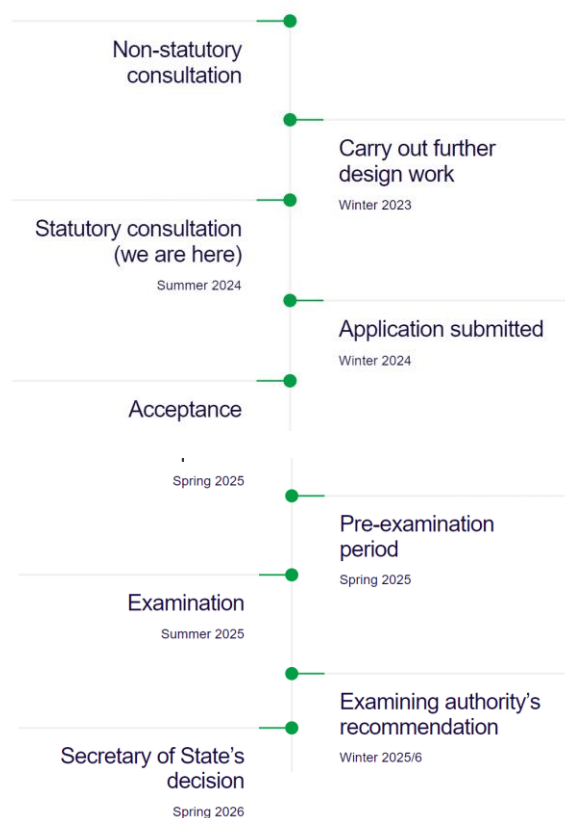 Non-statutory
consultation
Carry out further
design work
Winter 2023
Statutory consultation
(we are here)
Summer 2024
Application submitted
Winter 2024
Acceptance
Spring 2025
Pre-examination
period
Spring 2025
Examination
Summer 2025
Examining authority's
recommendation
Winter 2025/6
Secretary of State's
decision
Spring 2026